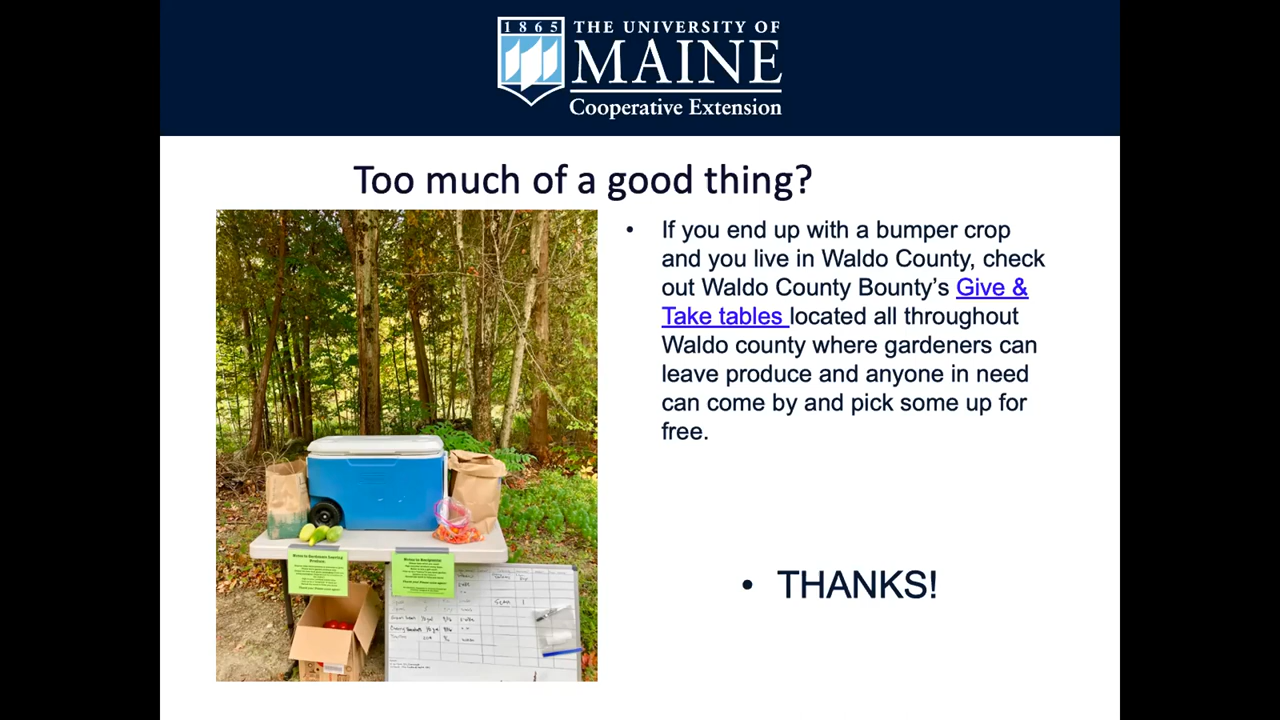 1865
THE UNIVERSITY OF
MAINE
Cooperative Extension
Too much of a good thing?
• If you end up with a bumper crop
and you live in Waldo County, check
out Waldo County Bounty’s Give &
Take tables located all throughout
Waldo county where gardeners can
leave produce and anyone in need
can come by and pick some up for
free.
• THANKS!